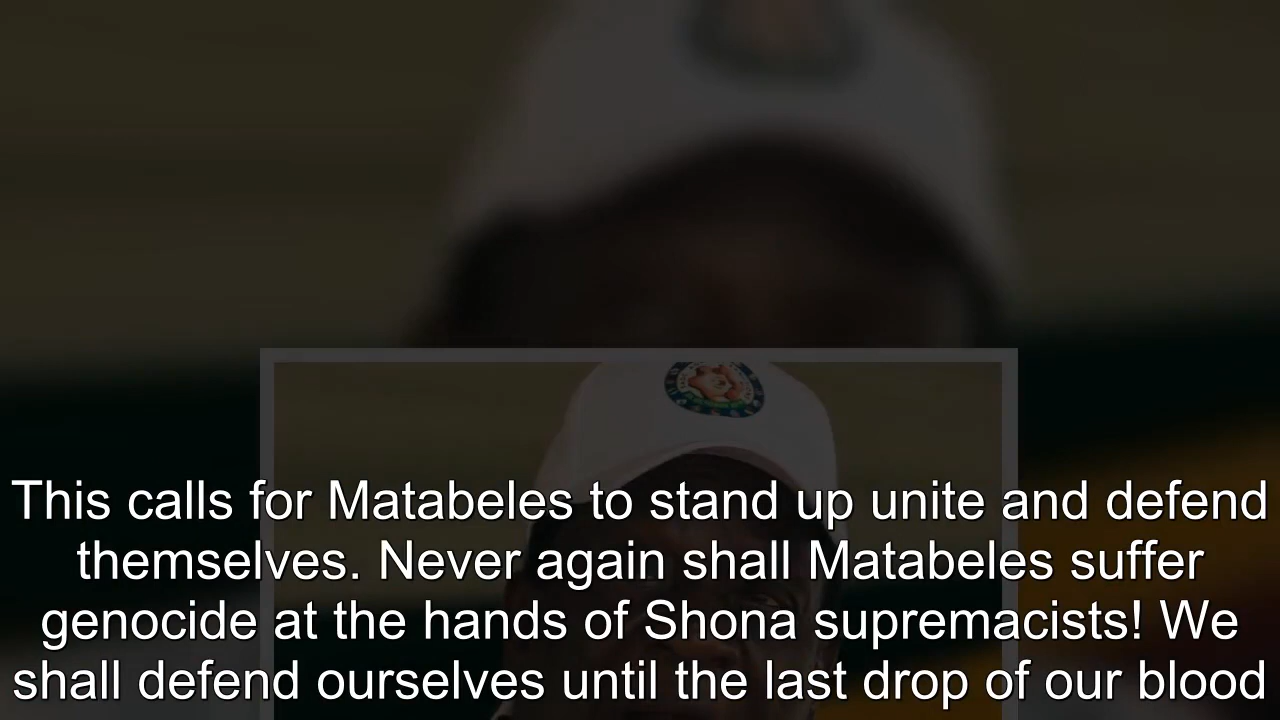 This calls for Matabeles to stand up unite and defend
themselves. Never again shall Matabeles suffer
genocide at the hands of Shona supremacists! We
shall defend ourselves until the last drop of our blood